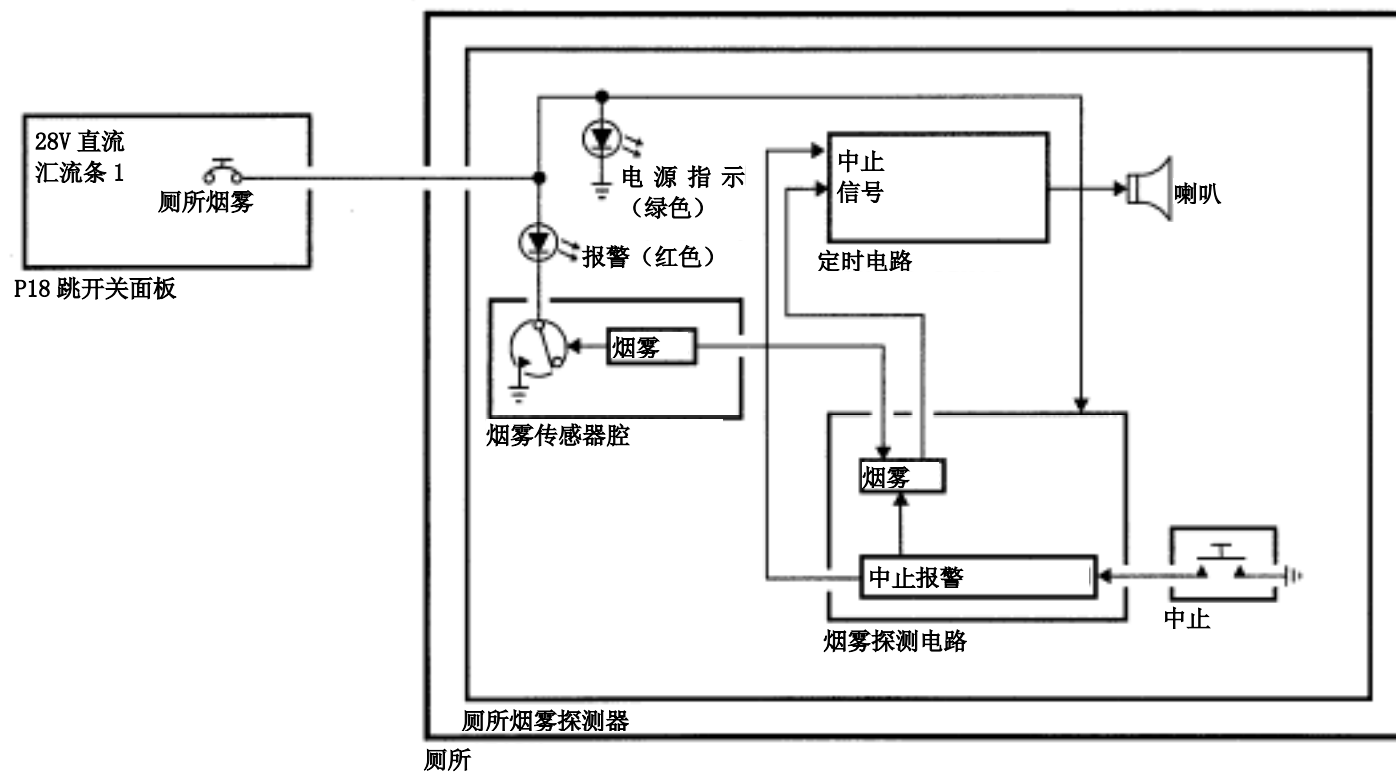 28V 直流
汇流条 1
厕所烟雾
P18 跳开关面板
电源指示
（绿色）
报警（红色）
中止
信号
定时电路
喇叭
烟雾
烟雾传感器腔
烟雾
中止报警
中止
烟雾探测电路
厕所烟雾探测器
厕所